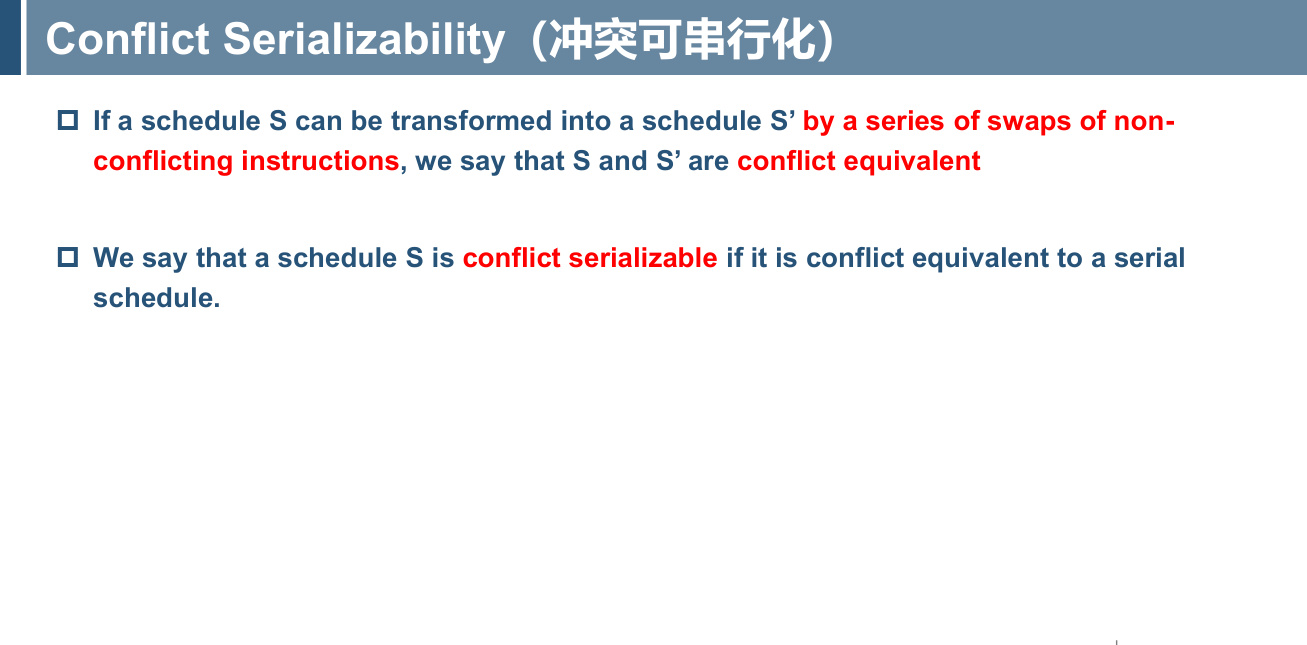 Conflict Serializability（冲突可串行化）
If a schedule S can be transformed into a schedule S’ by a series of swaps of non-
conflicting instructions, we say that S and S’ are conflict equivalent
We say that a schedule S is conflict serializable if it is conflict equivalent to a serial
schedule.